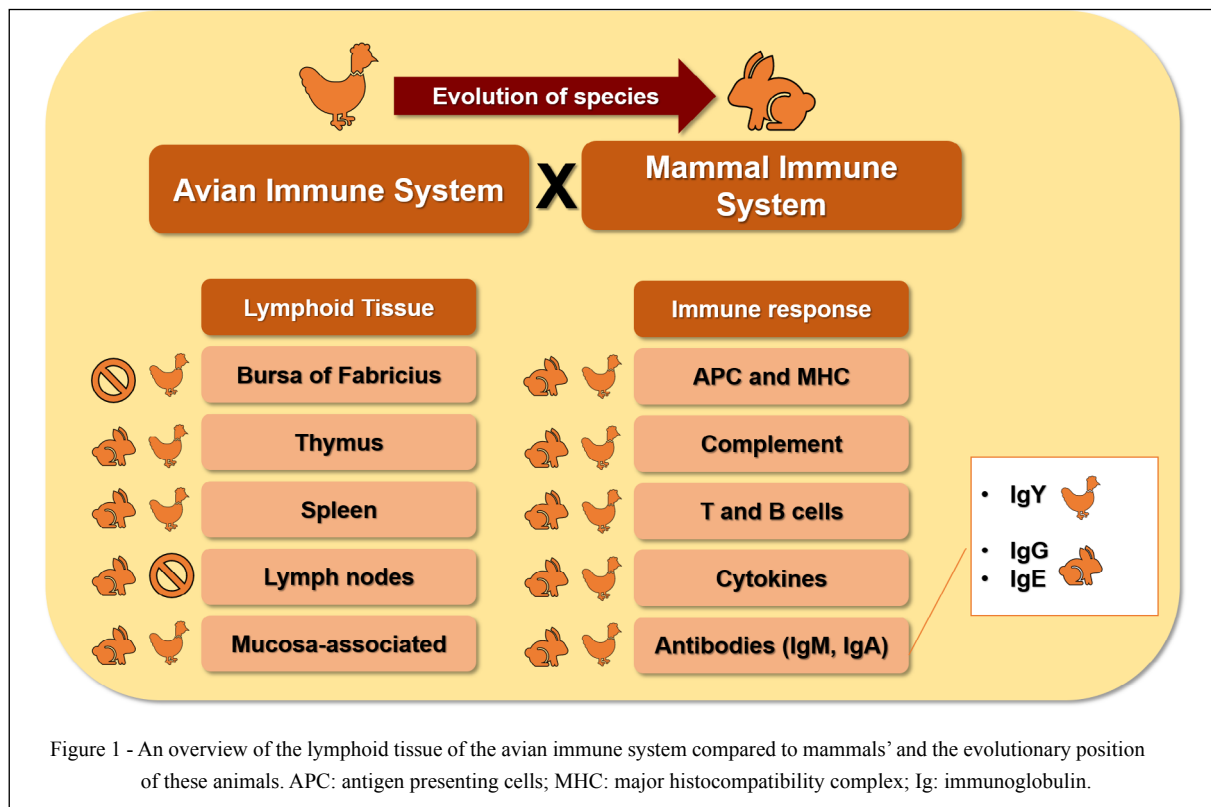 Evolution of species
Avian Immune System
X
Mammal Immune
System
Lymphoid Tissue
Bursa of Fabricius
Thymus
Spleen
Lymph nodes
Mucosa-associated
Immune response
APC and MHC
Complement
T and B cells
Cytokines
Antibodies (IgM, IgA)
• IgY
• IgG
• IgE
Figure 1 - An overview of the lymphoid tissue of the avian immune system compared to mammals’ and the evolutionary position
of these animals. APC: antigen presenting cells; MHC: major histocompatibility complex; Ig: immunoglobulin.